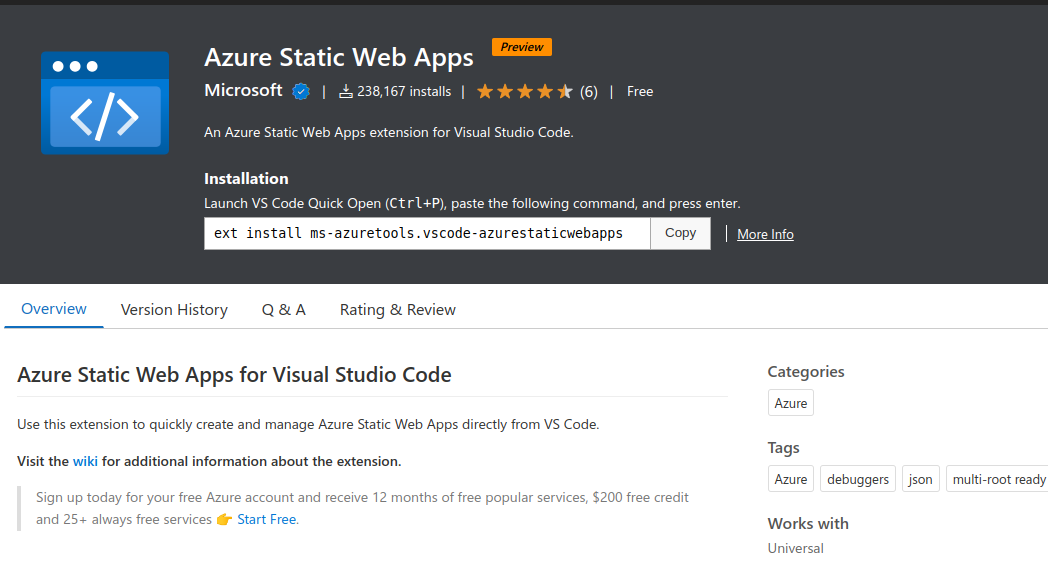 Azure Static Web Apps Preview
Microsoft | 238,167 installs | (6) | Free
An Azure Static Web Apps extension for Visual Studio Code.
Installation
Launch VS Code Quick Open (Ctrl+P), paste the following command, and press enter.
ext install ms-azuretools.vscode-azurestaticwebapps Copy | More Info
Overview Version History Q & A Rating & Review
Azure Static Web Apps for Visual Studio Code
Use this extension to quickly create and manage Azure Static Web Apps directly from VS Code.
Visit the wiki for additional information about the extension.
Sign up today for your free Azure account and receive 12 months of free popular services, $200 free credit
and 25+ always free services 👉 Start Free.
Categories
Azure
Tags
Azure debuggers json multi-root ready
Works with
Universal